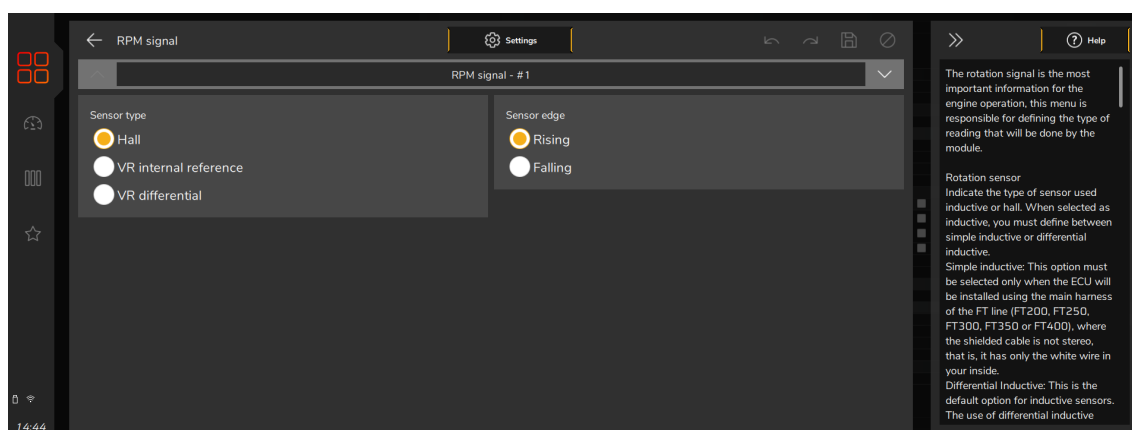 RPM signal
Settings
Help
RPM signal - #1
Sensor type
Hall
VR internal reference
VR differential
Sensor edge
Rising
Falling
The rotation signal is the most
important information for the
engine operation, this menu is
responsible for defining the type of
reading that will be done by the
module.
Rotation sensor
Indicate the type of sensor used
inductive or hall. When selected as
inductive, you must define between
simple inductive or differential
inductive.
Simple inductive: This option must
be selected only when the ECU will
be installed using the main harness
of the FT line (FT200, FT250,
FT300, FT350 or FT400), where
the shielded cable is not stereo,
that is, it has only the white wire in
your inside.
Differential Inductive: This is the
default option for inductive sensors.
The use of differential inductive
14:44